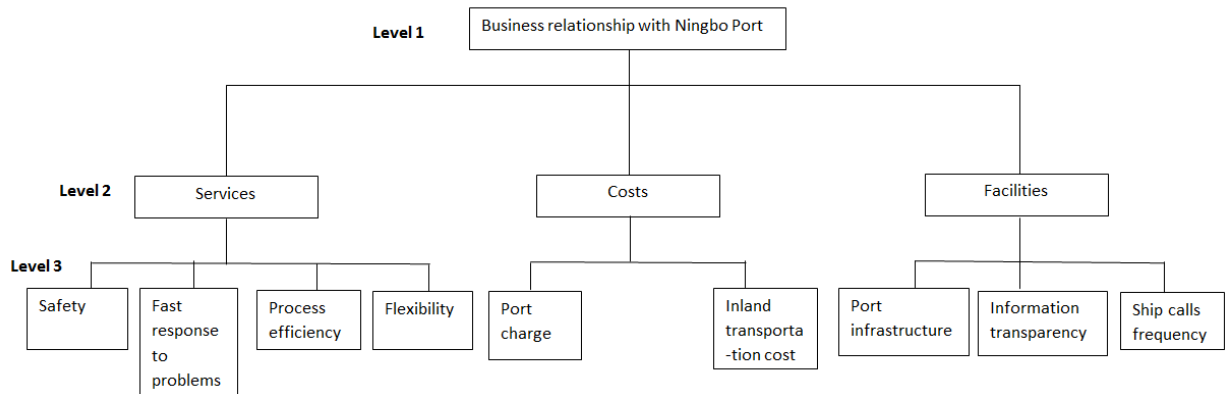 Level 1
Business relationship with Ningbo Port
Level 2
Services
Costs
Facilities
Level 3
Safety
Fast
response
to
problems
Process
efficiency
Flexibility
Port
charge
Inland
transporta
-tion cost
Port
infrastructure
Information
transparency
Ship calls
frequency